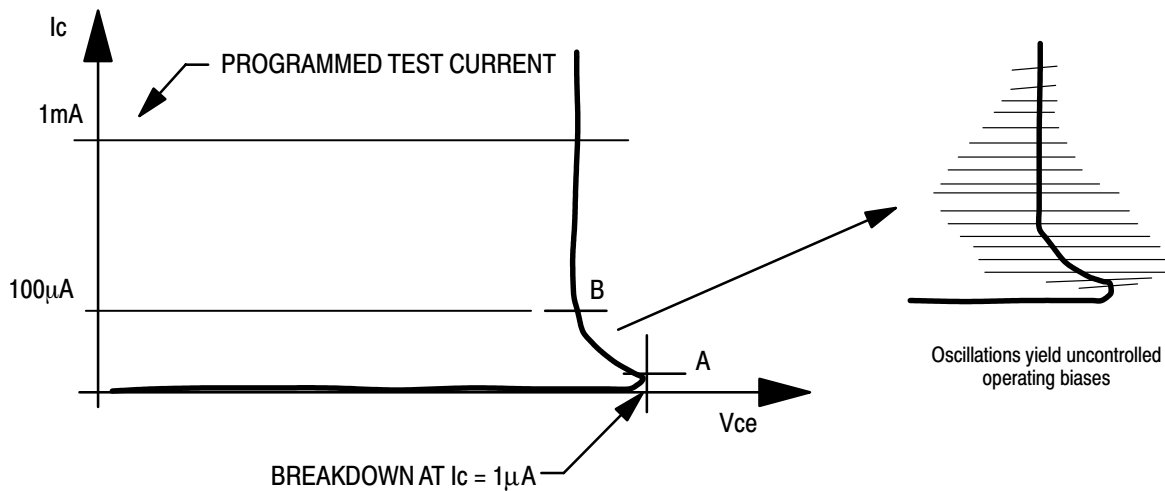 Ic
PROGRAMMED TEST CURRENT
1mA
100μA
B
A
Vce
BREAKDOWN AT Ic = 1μA
Oscillations yield uncontrolled
operating biases